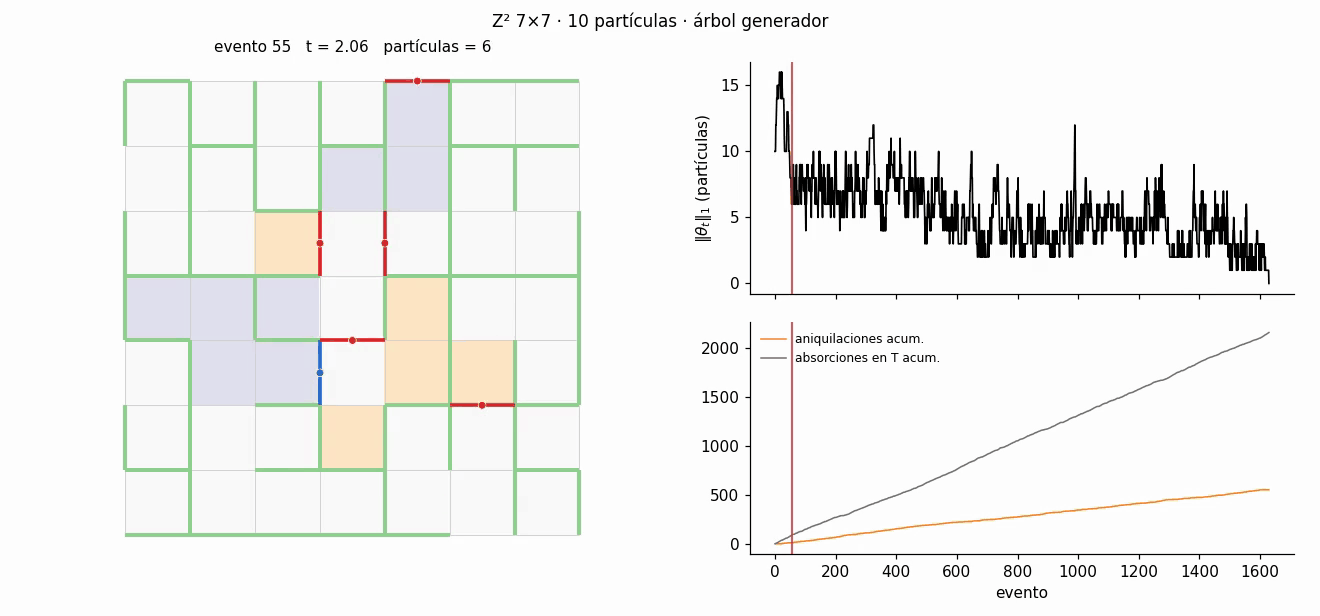 Z² 7×7 · 10 partículas · árbol generador
evento 55   t = 2.06   partículas = 6
‖θₜ‖₁ (partículas)
15
10
5
0
aniquilaciones acum.
absorciones en T acum.
2000
1500
1000
500
0
0 200 400 600 800 1000 1200 1400 1600
evento